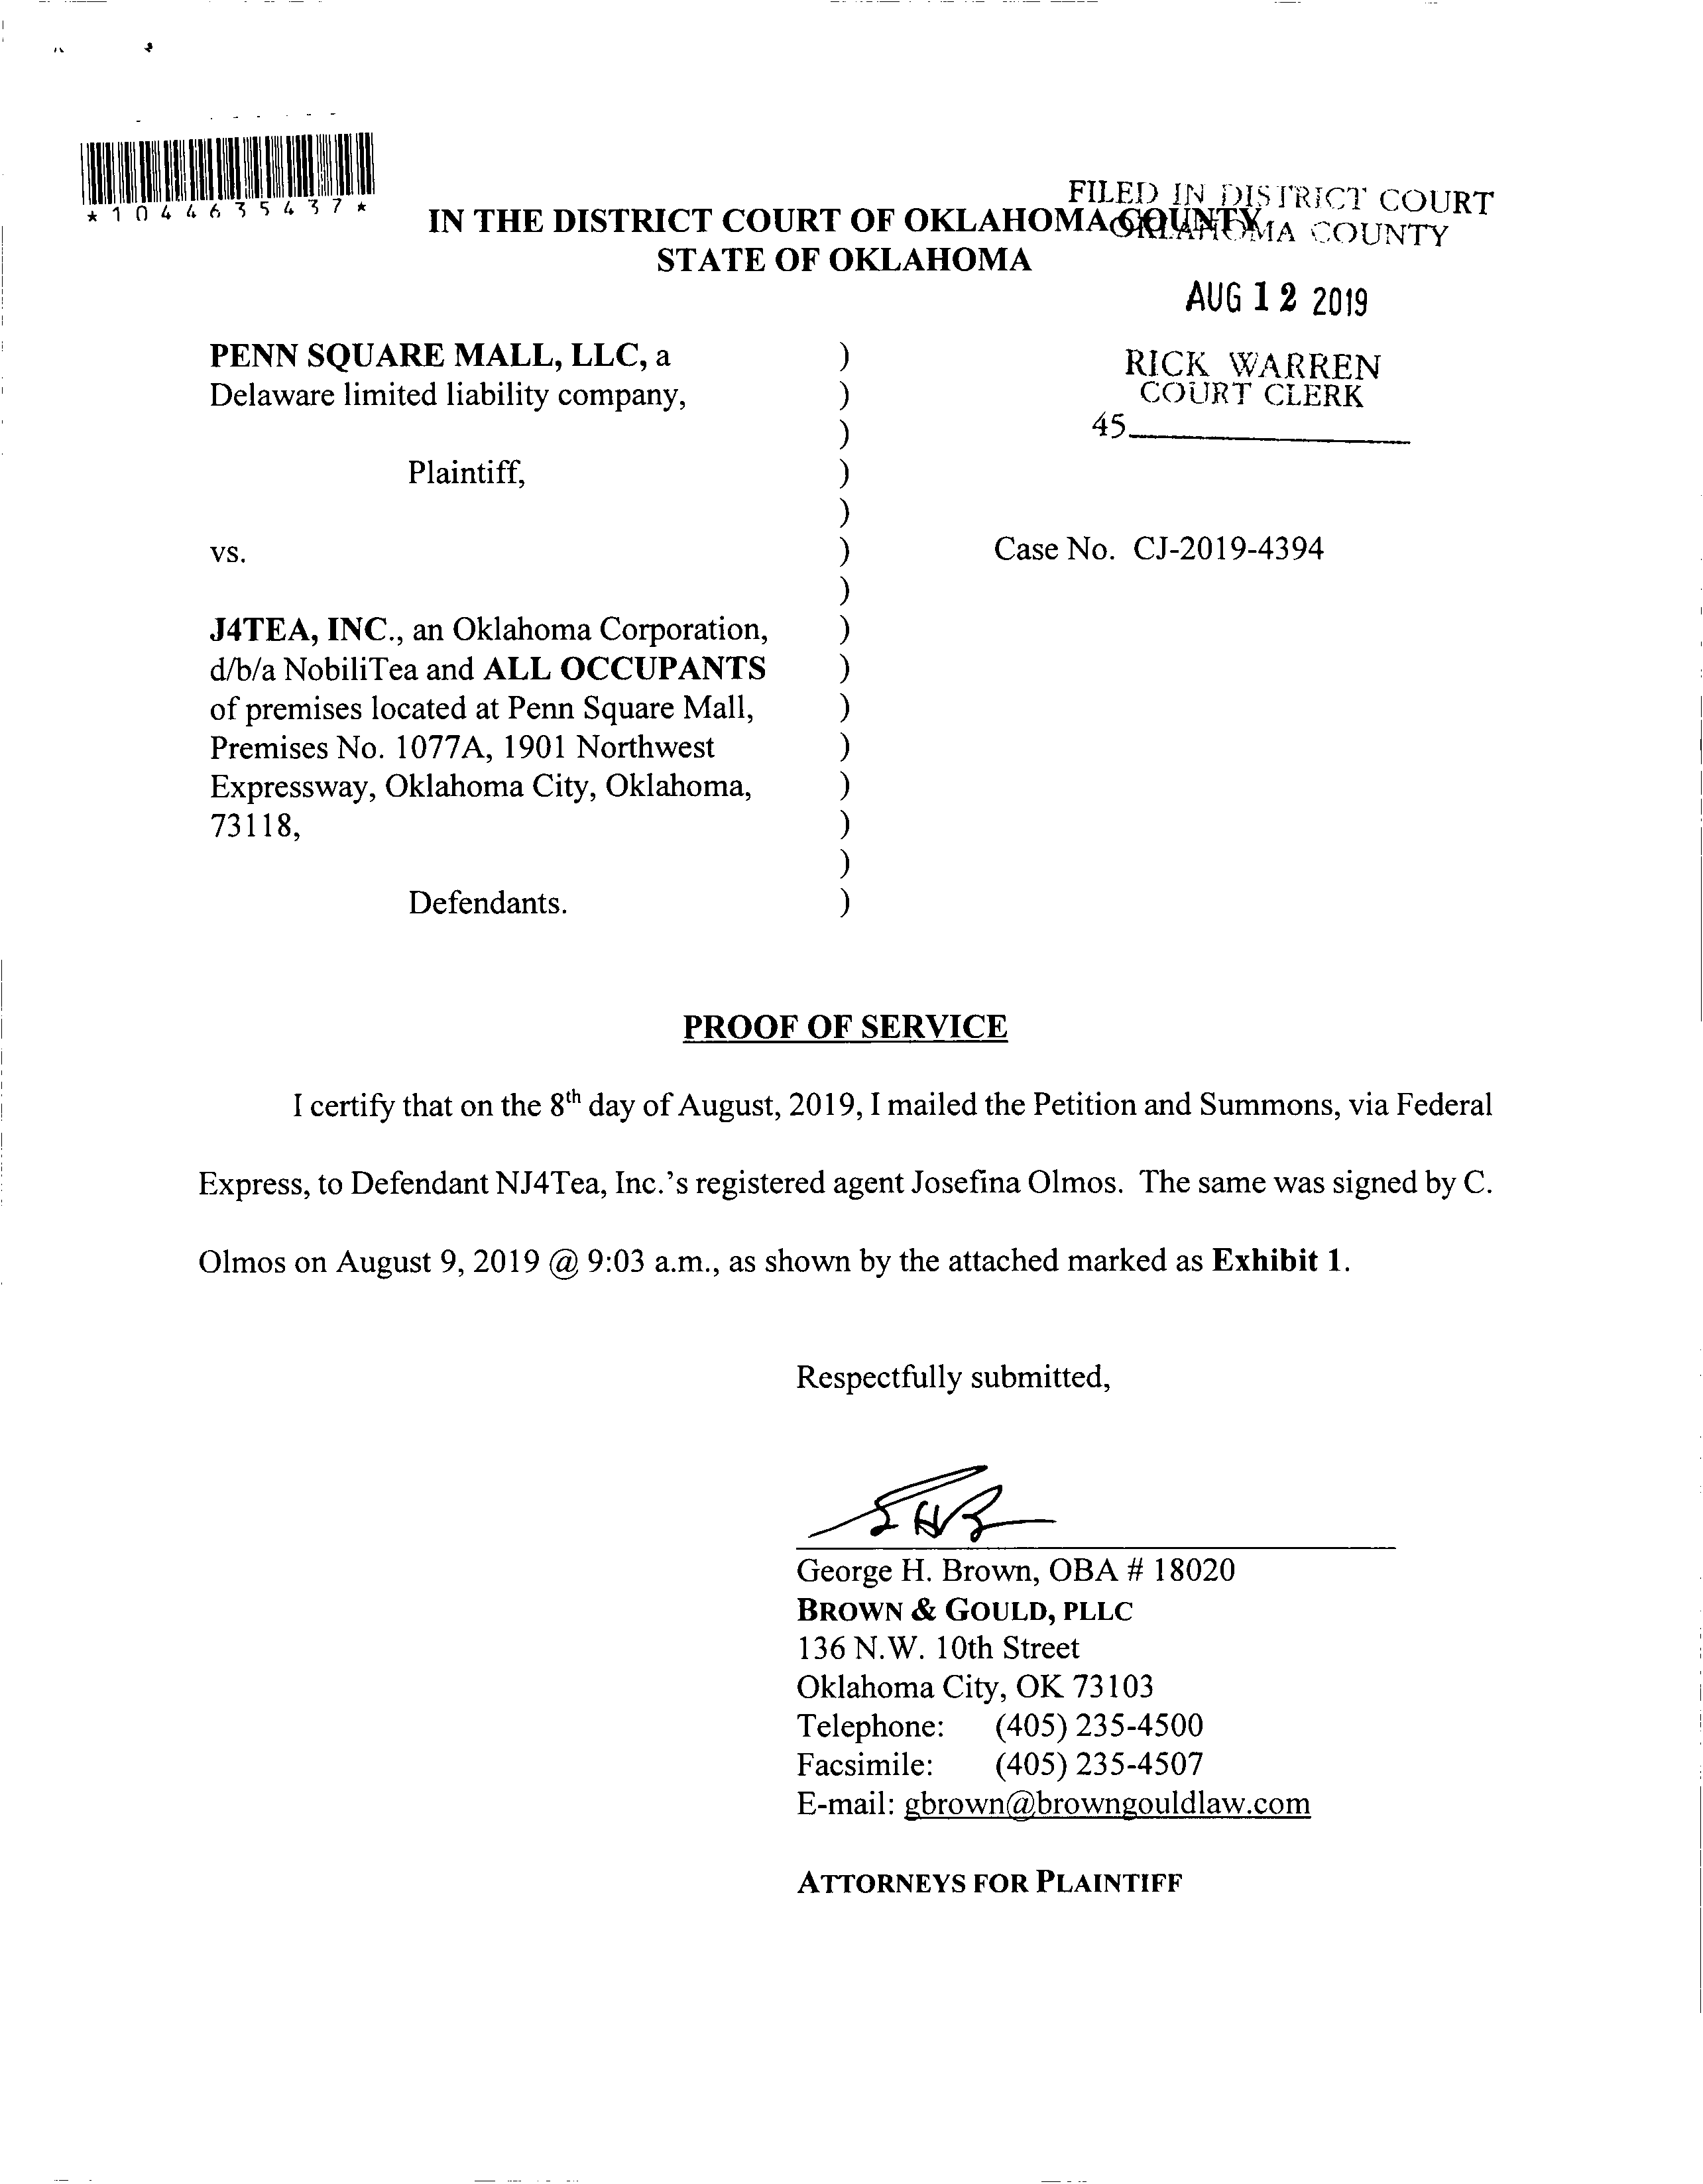 *1044635437*
FILED IN DISTRICT COURT
OKLAHOMA COUNTY
IN THE DISTRICT COURT OF OKLAHOMA COUNTY
STATE OF OKLAHOMA
AUG 12 2019
RICK WARREN
COURT CLERK
45
PENN SQUARE MALL, LLC, a )
Delaware limited liability company, )
)
Plaintiff, )
)
vs. ) Case No. CJ-2019-4394
)
J4TEA, INC., an Oklahoma Corporation, )
d/b/a NobiliTea and ALL OCCUPANTS )
of premises located at Penn Square Mall, )
Premises No. 1077A, 1901 Northwest )
Expressway, Oklahoma City, Oklahoma, )
73118, )
)
Defendants. )
PROOF OF SERVICE
I certify that on the 8th day of August, 2019, I mailed the Petition and Summons, via Federal
Express, to Defendant NJ4Tea, Inc.'s registered agent Josefina Olmos. The same was signed by C.
Olmos on August 9, 2019 @ 9:03 a.m., as shown by the attached marked as Exhibit 1.
Respectfully submitted,
George H. Brown, OBA # 18020
BROWN & GOULD, PLLC
136 N.W. 10th Street
Oklahoma City, OK 73103
Telephone: (405) 235-4500
Facsimile: (405) 235-4507
E-mail: gbrown@browngouldlaw.com
ATTORNEYS FOR PLAINTIFF